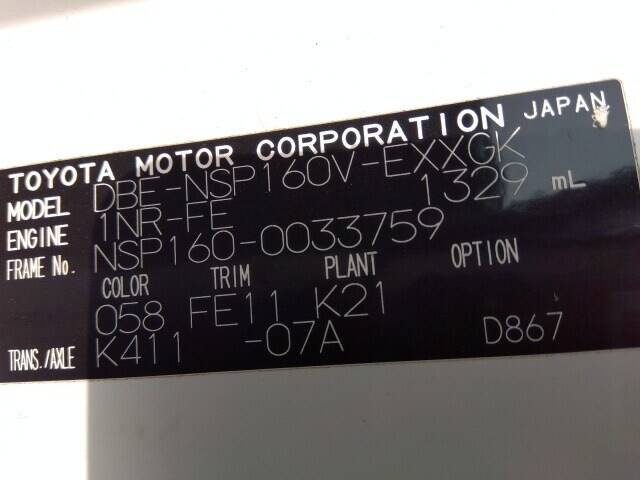 TOYOTA MOTOR CORPORATION JAPAN
MODEL DBE-NSP160V-EXXGK
ENGINE 1NR-FE 1329 mL
FRAME No. NSP160-0033759
COLOR TRIM PLANT OPTION
058 FE11 K21
TRANS./AXLE K411 -07A D867